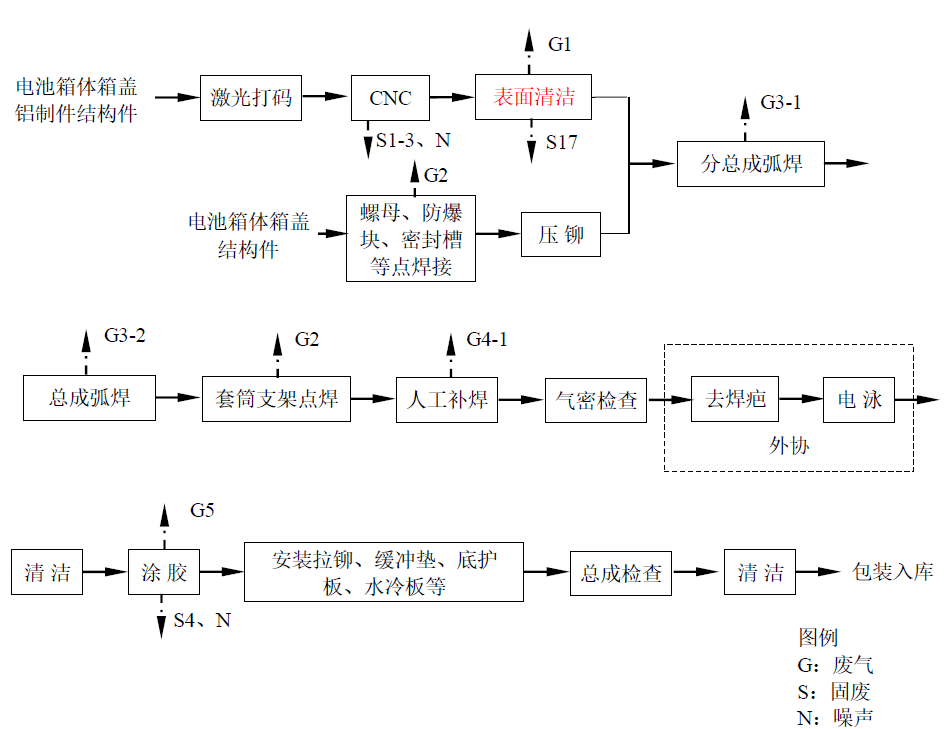 G1
电池箱体箱盖
铝制件结构件
激光打码
CNC
表面清洁
G3-1
S1-3、N
S17
分总成弧焊
G2
电池箱体箱盖
结构件
螺母、防爆
块、密封槽
等点焊接
压 铆
G3-2
G2
G4-1
总成弧焊
套筒支架点焊
人工补焊
气密检查
去焊疤
电 泳
外协
G5
清 洁
涂 胶
安装拉铆、缓冲垫、底护
板、水冷板等
总成检查
清 洁
包装入库
S4、N
图例
G：废气
S：固废
N：噪声